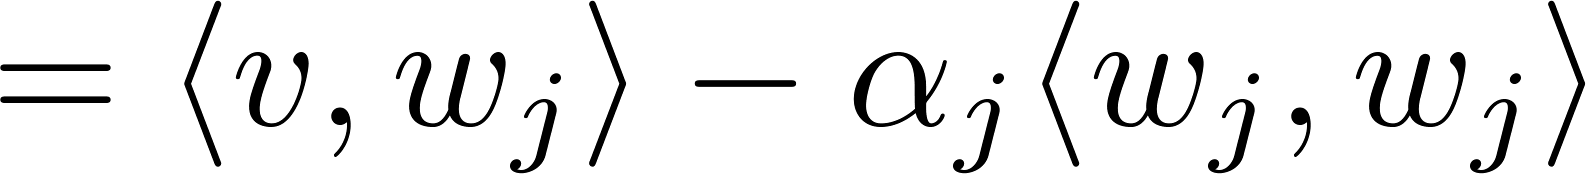 = ⟨v, w_j⟩ − α_j⟨w_j, w_j⟩